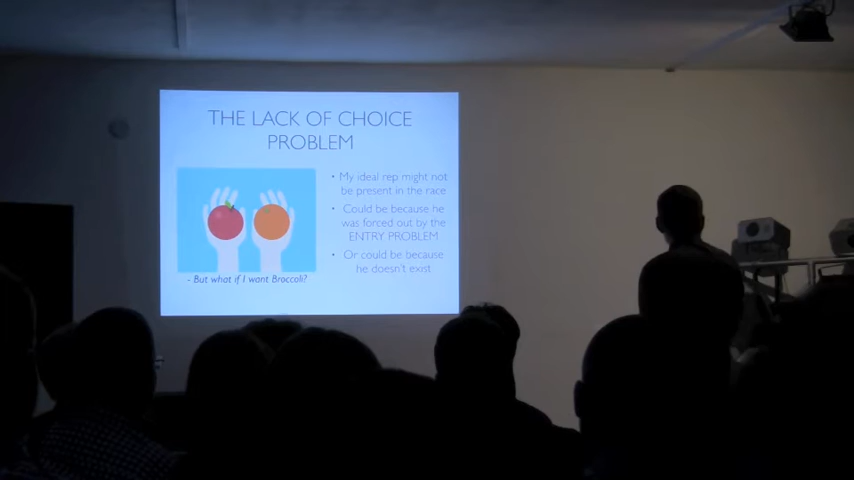 THE LACK OF CHOICE
PROBLEM
• My ideal rep might not
be present in the race
• Could be because he
was forced out by the
ENTRY PROBLEM
• Or could be because
he doesn't exist
- But what if I want Broccoli?